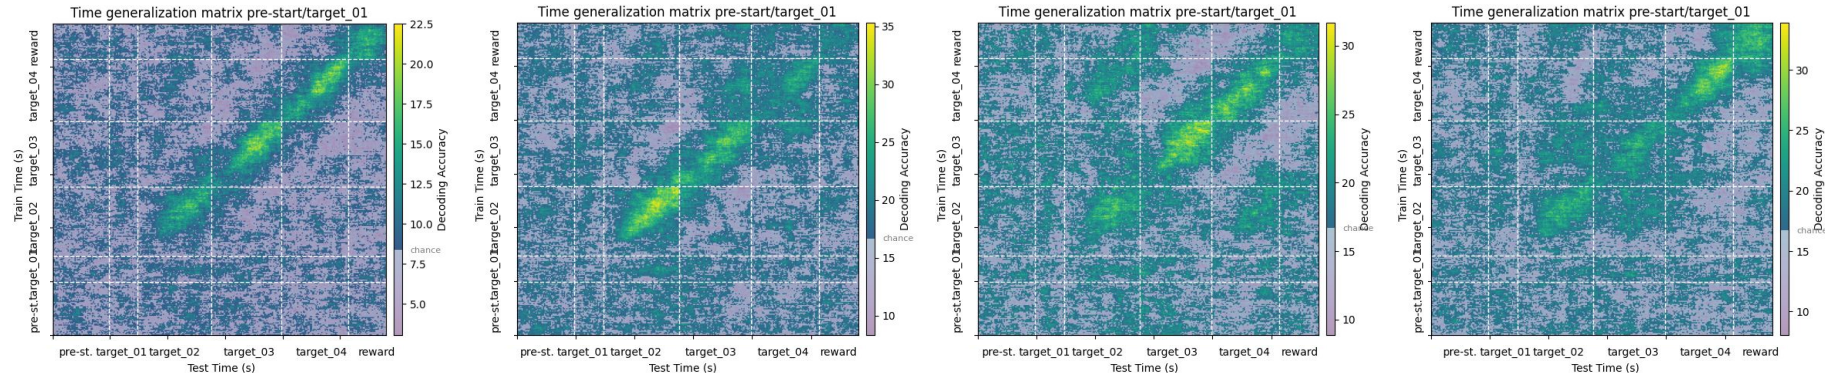 Time generalization matrix pre-start/target_01
Train Time (s)
pre-st. target_01 target_02 target_03 target_04 reward
22.5
20.0
17.5
15.0
12.5
10.0
chance
7.5
5.0
Decoding Accuracy
pre-st. target_01 target_02 target_03 target_04 reward
Test Time (s)
Time generalization matrix pre-start/target_01
Train Time (s)
pre-st. target_01 target_02 target_03 target_04 reward
35
30
25
20
chance
15
10
Decoding Accuracy
pre-st. target_01 target_02 target_03 target_04 reward
Test Time (s)
Time generalization matrix pre-start/target_01
Train Time (s)
pre-st. target_01 target_02 target_03 target_04 reward
30
25
20
chance
15
10
Decoding Accuracy
pre-st. target_01 target_02 target_03 target_04 reward
Test Time (s)
Time generalization matrix pre-start/target_01
Train Time (s)
pre-st. target_01 target_02 target_03 target_04 reward
30
25
20
chance
15
10
Decoding Accuracy
pre-st. target_01 target_02 target_03 target_04 reward
Test Time (s)